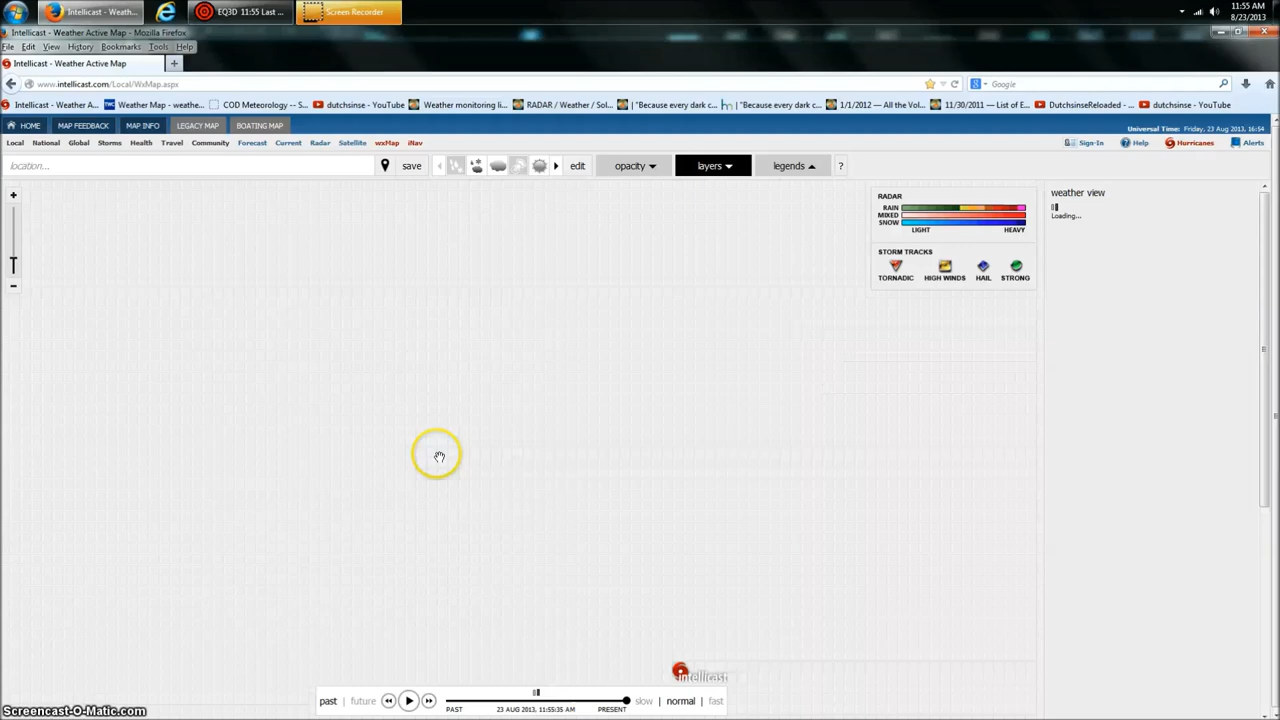 Intellicast - Weath...
EQ3D 11:55 Last ...
Screen Recorder
11:55 AM
8/23/2013
Intellicast - Weather Active Map - Mozilla Firefox
File Edit View History Bookmarks Tools Help
Intellicast - Weather Active Map
www.intellicast.com/Local/WxMap.aspx
Google
Intellicast - Weather A... Weather Map - weathe... COD Meteorology -- S... dutchsinse - YouTube Weather monitoring li... RADAR / Weather / Sol... | "Because every dark c... | "Because every dark c... 1/1/2012 — All the Vol... 11/30/2011 — List of E... DutchsinseReloaded - ... dutchsinse - YouTube
HOME MAP FEEDBACK MAP INFO LEGACY MAP BOATING MAP
Universal Time: Friday, 23 Aug 2013, 16:54
Local National Global Storms Health Travel Community Forecast Current Radar Satellite wxMap iNav Sign-In Help Hurricanes Alerts
location... save edit opacity layers legends ?
RADAR
RAIN
MIXED
SNOW
LIGHT HEAVY
STORM TRACKS
TORNADIC HIGH WINDS HAIL STRONG
weather view
Loading...
intellicast
past | future slow | normal | fast
PAST 23 AUG 2013, 11:55:35 AM PRESENT
Screencast-O-Matic.com